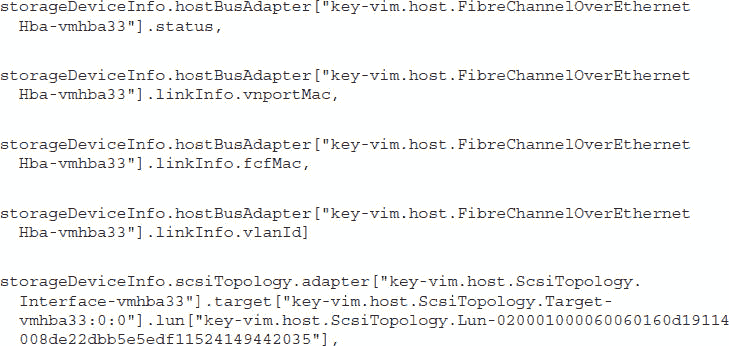 storageDeviceInfo.hostBusAdapter["key-vim.host.FibreChannelOverEthernet
Hba-vmhba33"].status,
storageDeviceInfo.hostBusAdapter["key-vim.host.FibreChannelOverEthernet
Hba-vmhba33"].linkInfo.vnportMac,
storageDeviceInfo.hostBusAdapter["key-vim.host.FibreChannelOverEthernet
Hba-vmhba33"].linkInfo.fcfMac,
storageDeviceInfo.hostBusAdapter["key-vim.host.FibreChannelOverEthernet
Hba-vmhba33"].linkInfo.vlanId]
storageDeviceInfo.scsiTopology.adapter["key-vim.host.ScsiTopology.
Interface-vmhba33"].target["key-vim.host.ScsiTopology.Target-
vmhba33:0:0"].lun["key-vim.host.ScsiTopology.Lun-020001000060060160d19114
008de22dbb5e5edf11524149442035"],